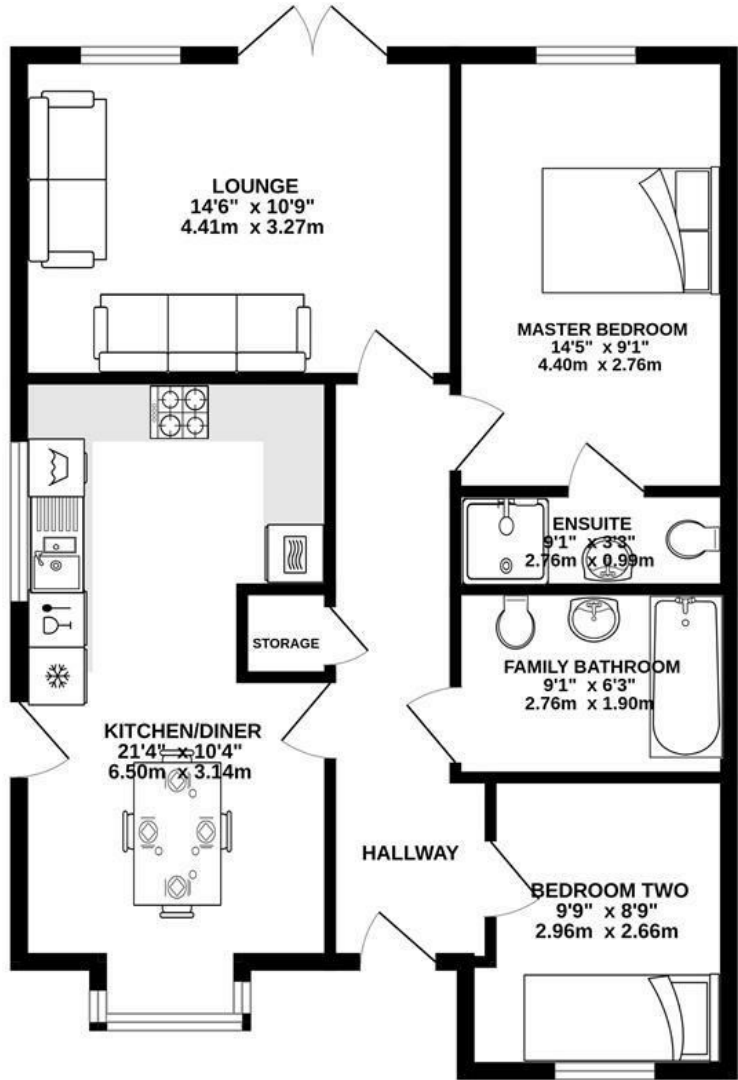 LOUNGE
14'6" x 10'9"
4.41m x 3.27m
MASTER BEDROOM
14'5" x 9'1"
4.40m x 2.76m
ENSUITE
9'1" x 3'3"
2.76m x 0.99m
STORAGE
FAMILY BATHROOM
9'1" x 6'3"
2.76m x 1.90m
KITCHEN/DINER
21'4" x 10'4"
6.50m x 3.14m
HALLWAY
BEDROOM TWO
9'9" x 8'9"
2.96m x 2.66m